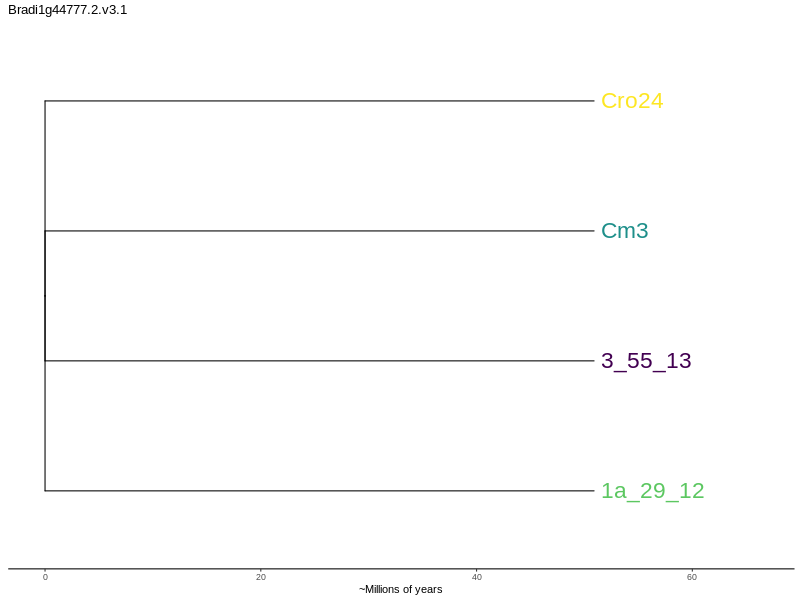 Bradi1g44777.2.v3.1
Cro24
Cm3
3_55_13
1a_29_12
0 20 40 60
~Millions of years